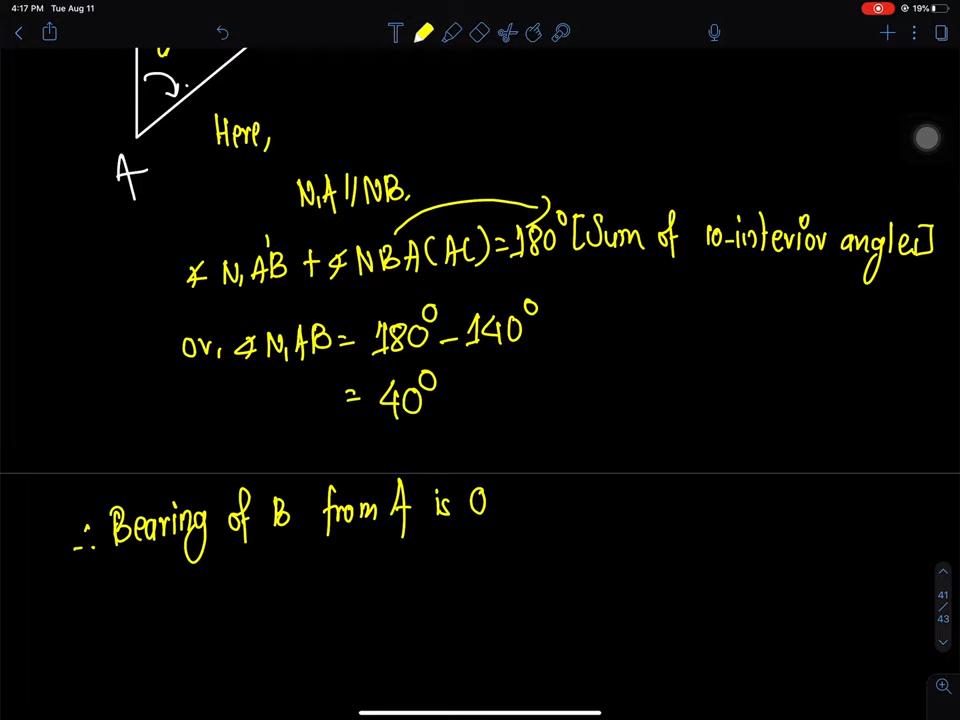 4:17 PM Tue Aug 11
19%
A
Here,
N₁A // NB.
∡ N₁AB + ∡ NBA(AC) = 180° [Sum of co-interior angles]
or, ∡ N₁AB = 180° - 140°
= 40°
∴ Bearing of B from A is 0
41
/
43